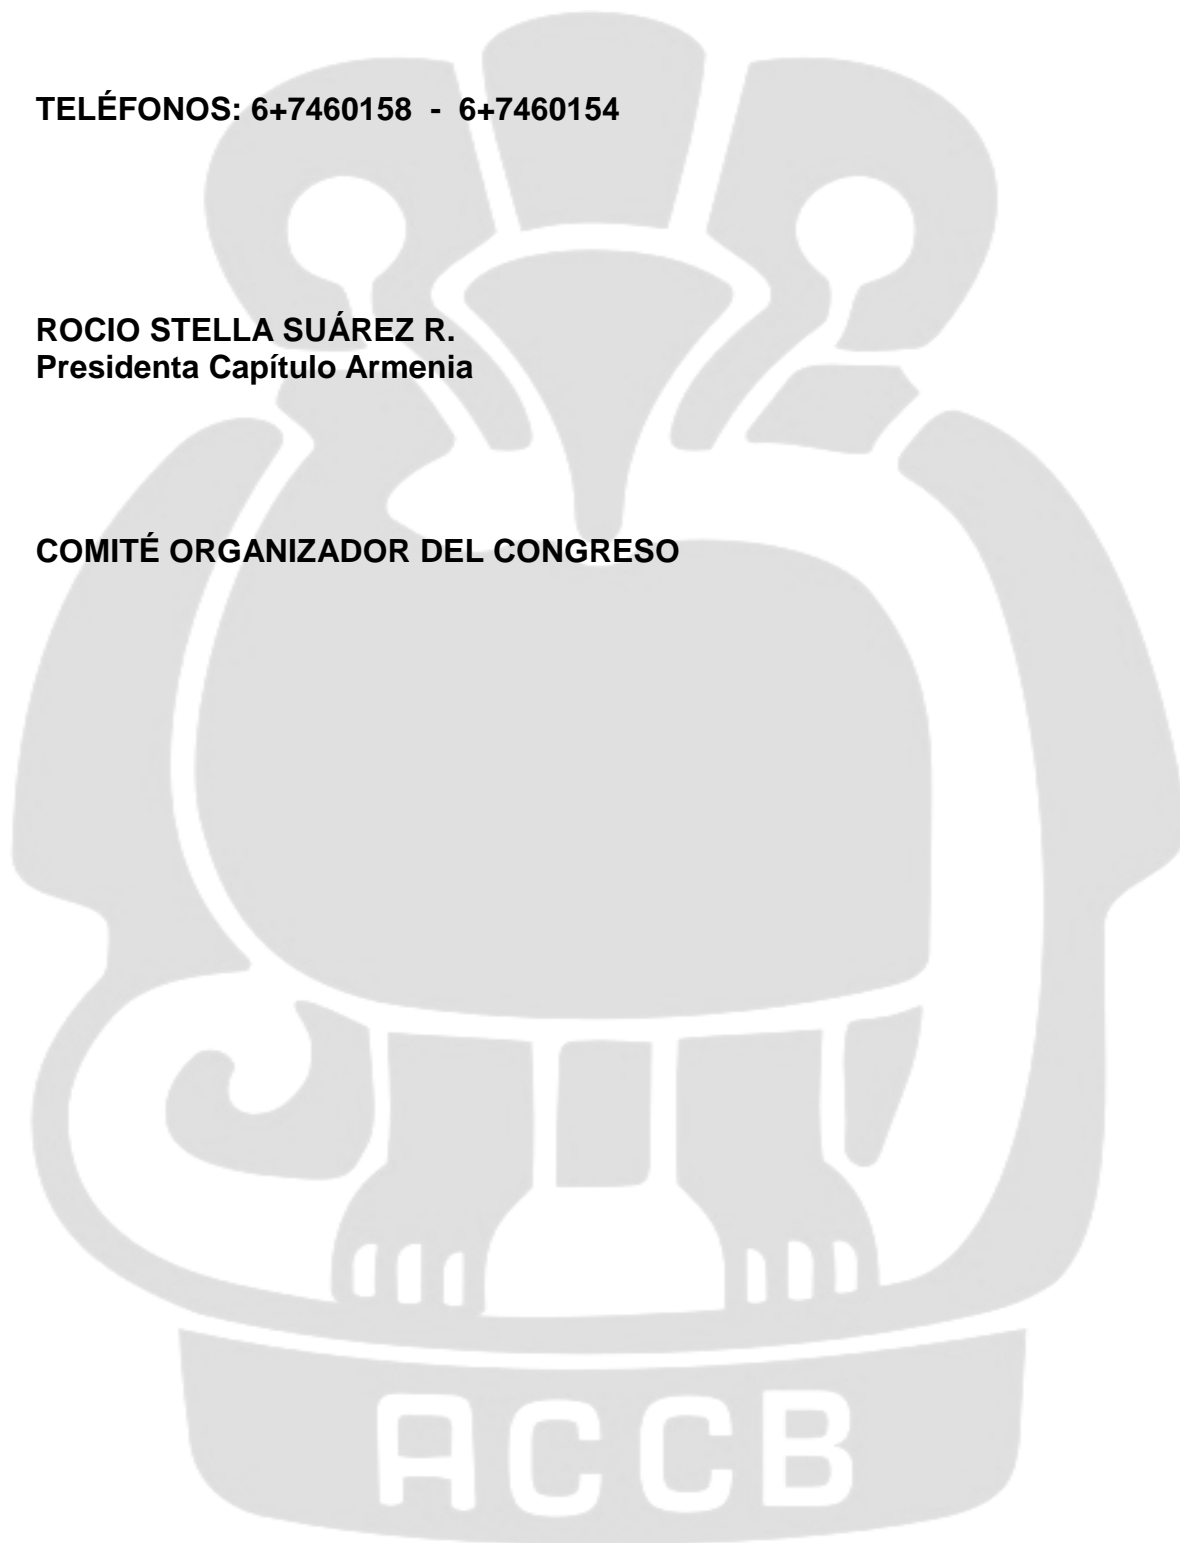 TELÉFONOS: 6+7460158 - 6+7460154
ROCIO STELLA SUÁREZ R.
Presidenta Capítulo Armenia
COMITÉ ORGANIZADOR DEL CONGRESO
ACCB